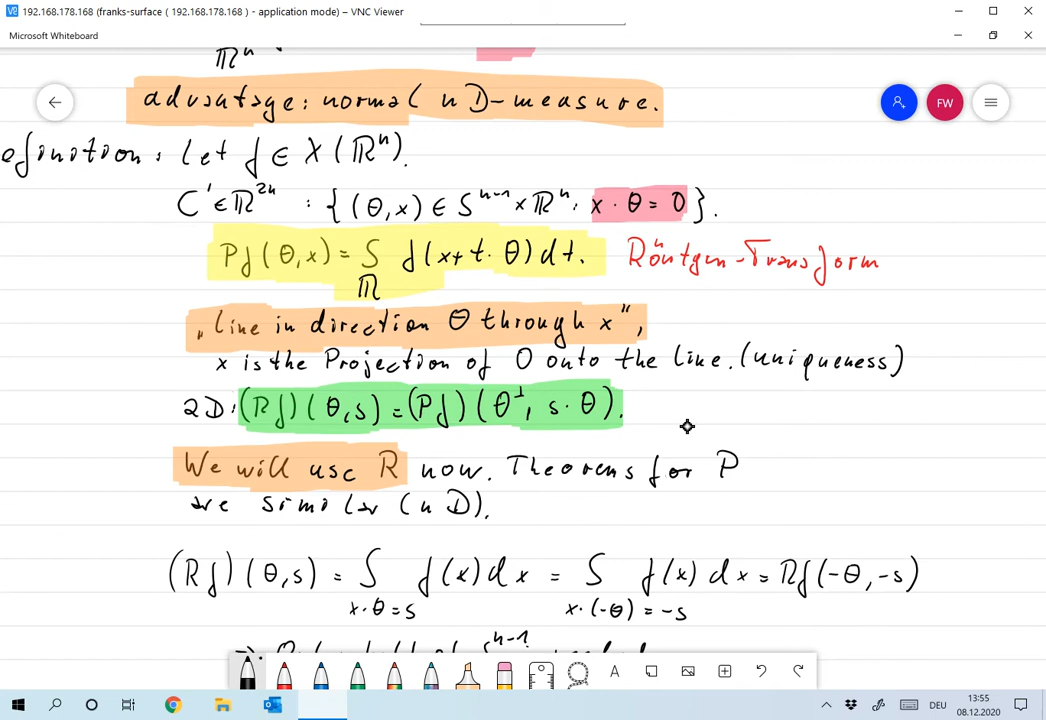 192.168.178.168 (franks-surface ( 192.168.178.168 ) - application mode) – VNC Viewer
Microsoft Whiteboard
ℝⁿ
advantage: normal nD-measure.
efinition: Let f ∈ X(ℝⁿ).
C' ∈ ℝ²ⁿ : {(θ,x) ∈ Sⁿ⁻¹ × ℝⁿ: x · θ = 0}.
Pf(θ,x) = ∫ f(x+t·θ)dt. Röntgen-Transform
ℝ
„line in direction θ through x",
x is the Projection of 0 onto the line. (uniqueness)
2D: (Rf)(θ,s) = (Pf)(θ^⊥, s·θ).
We will use R now. Theorems for P
are similar (nD).
(Rf)(θ,s) = ∫ f(x)dx = ∫ f(x)dx = Rf(-θ,-s)
x·θ=s x·(-θ)=-s
FW
DEU
13:55
08.12.2020